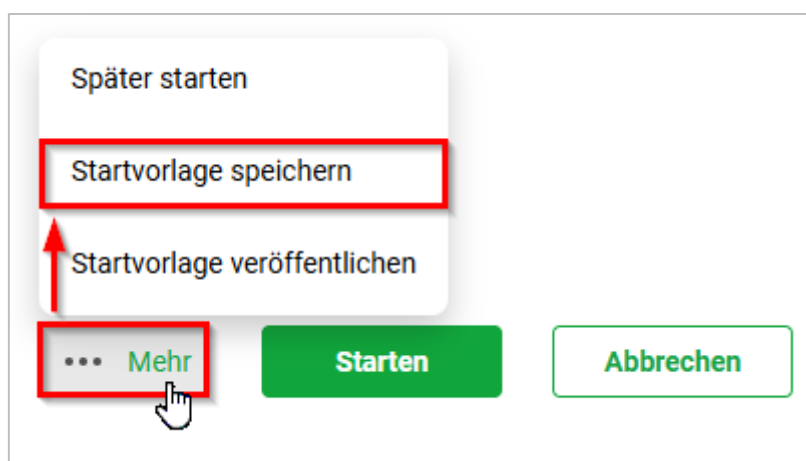 Später starten
Startvorlage speichern
Startvorlage veröffentlichen
••• Mehr
Starten
Abbrechen